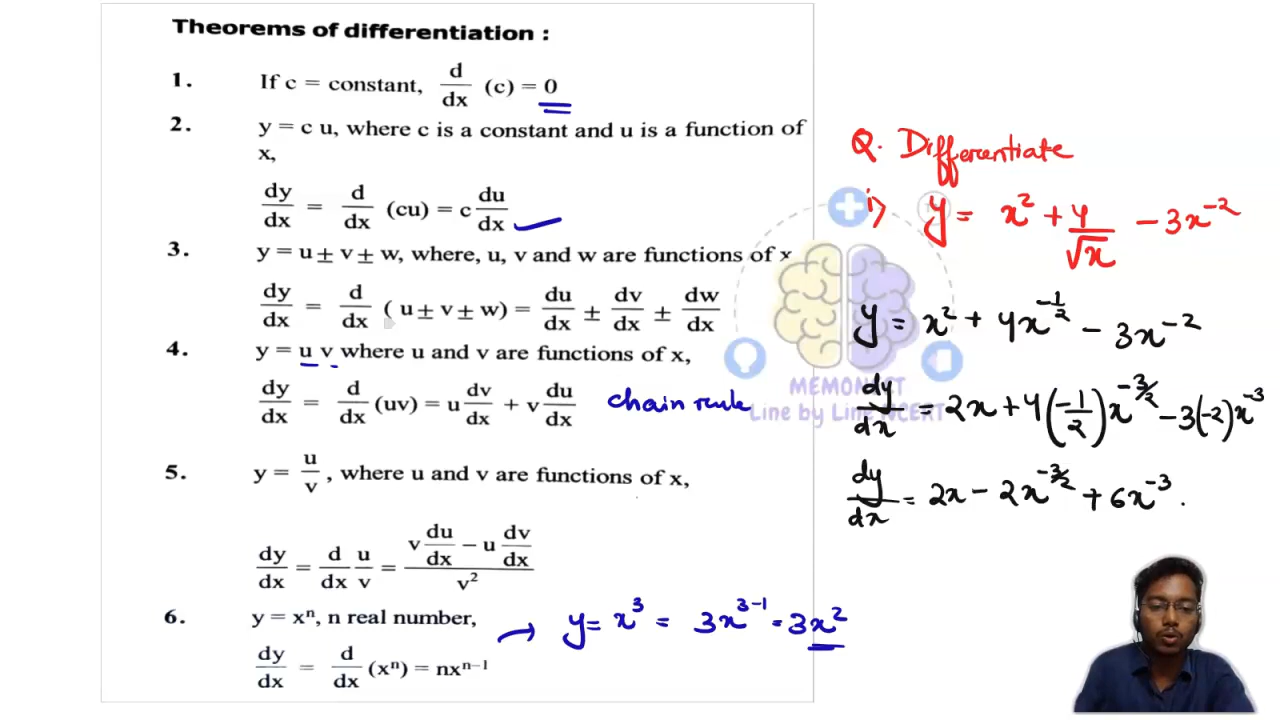 Theorems of differentiation :
1. If c = constant, d/dx (c) = 0
2. y = c u, where c is a constant and u is a function of
x,
dy/dx = d/dx (cu) = c du/dx
3. y = u ± v ± w, where, u, v and w are functions of x
dy/dx = d/dx ( u ± v ± w) = du/dx ± dv/dx ± dw/dx
4. y = u v where u and v are functions of x,
dy/dx = d/dx (uv) = u dv/dx + v du/dx chain rule
5. y = u/v , where u and v are functions of x,
dy/dx = d/dx u/v = (v du/dx − u dv/dx)/v²
6. y = xⁿ, n real number,
→ y = x³ = 3x³⁻¹ = 3x²
dy/dx = d/dx (xⁿ) = nxⁿ⁻¹
Q. Differentiate
i> y = x² + 4/√x − 3x⁻²
y = x² + 4x^(-1/2) − 3x⁻²
dy/dx = 2x + 4(-1/2)x^(-3/2) − 3(-2)x⁻³
dy/dx = 2x − 2x^(-3/2) + 6x⁻³.
MEMONEET
Line by Line NCERT